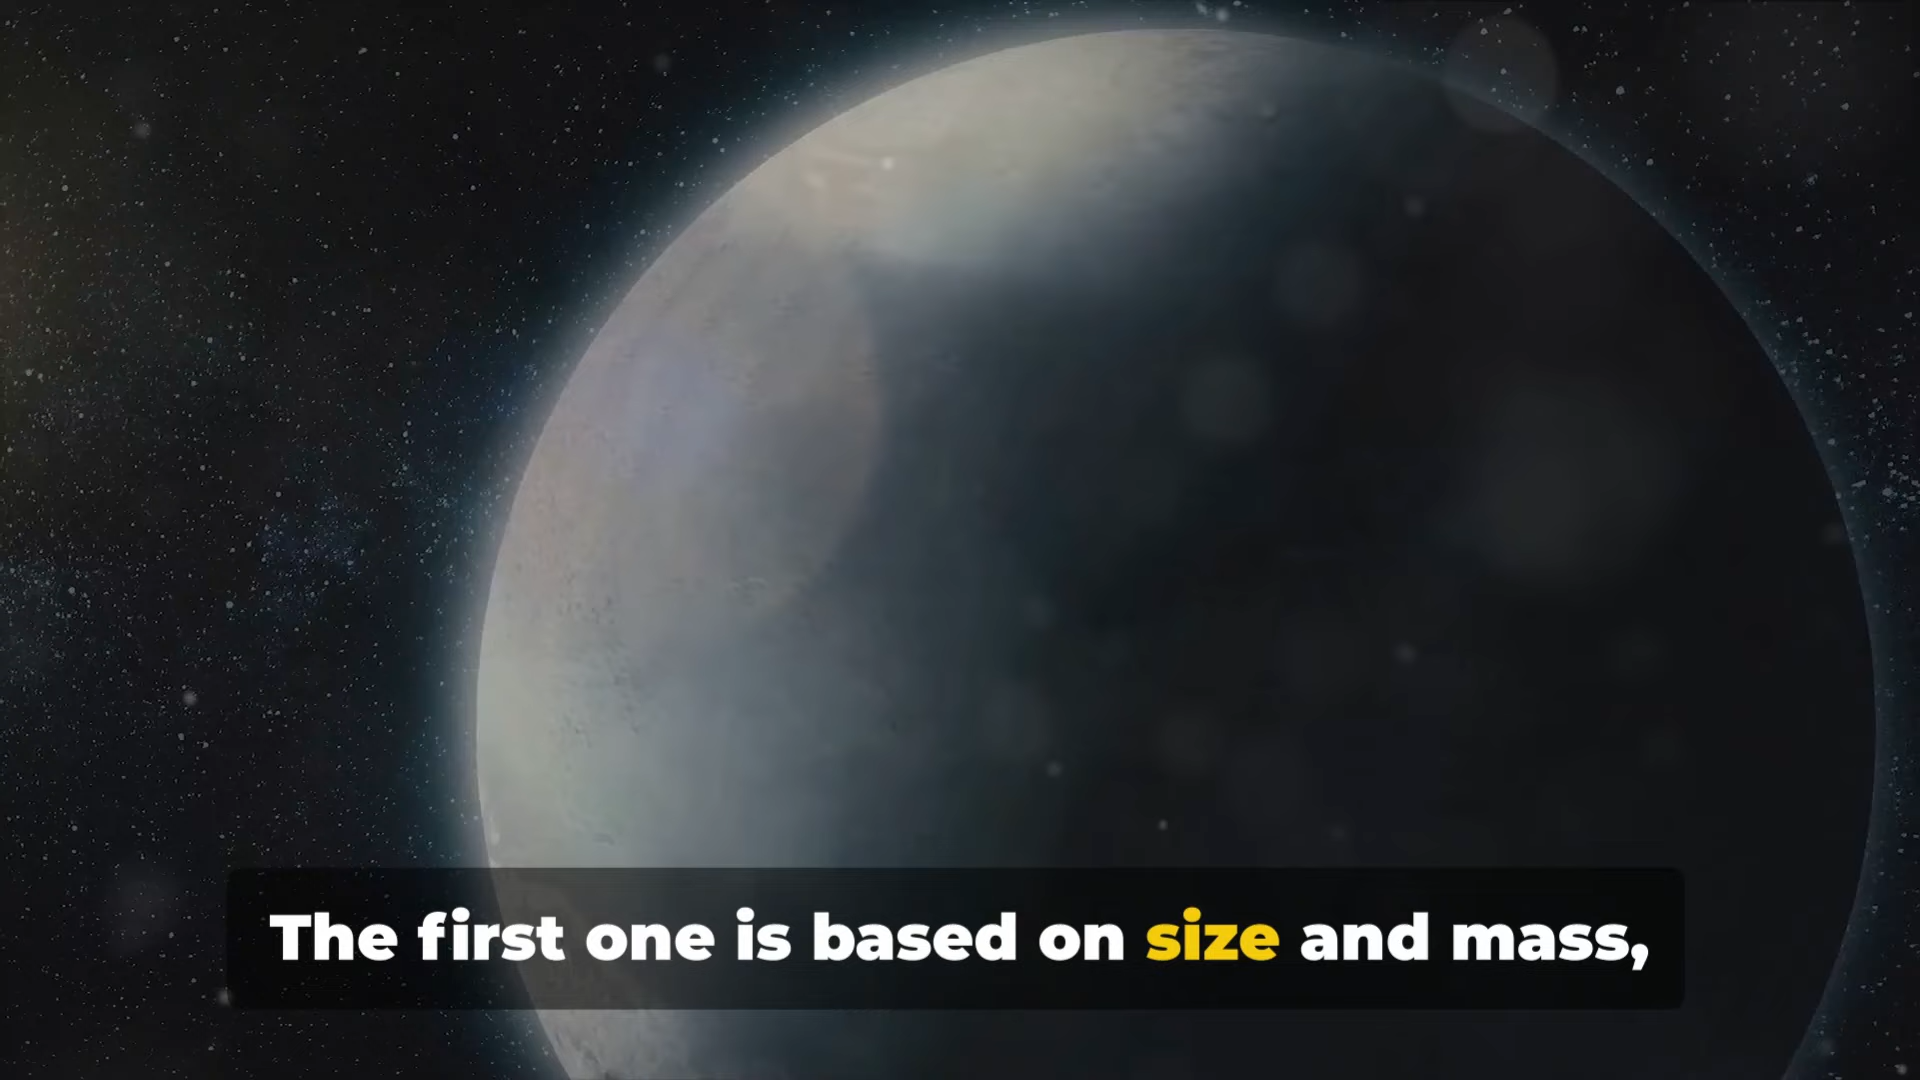 The first one is based on size and mass,